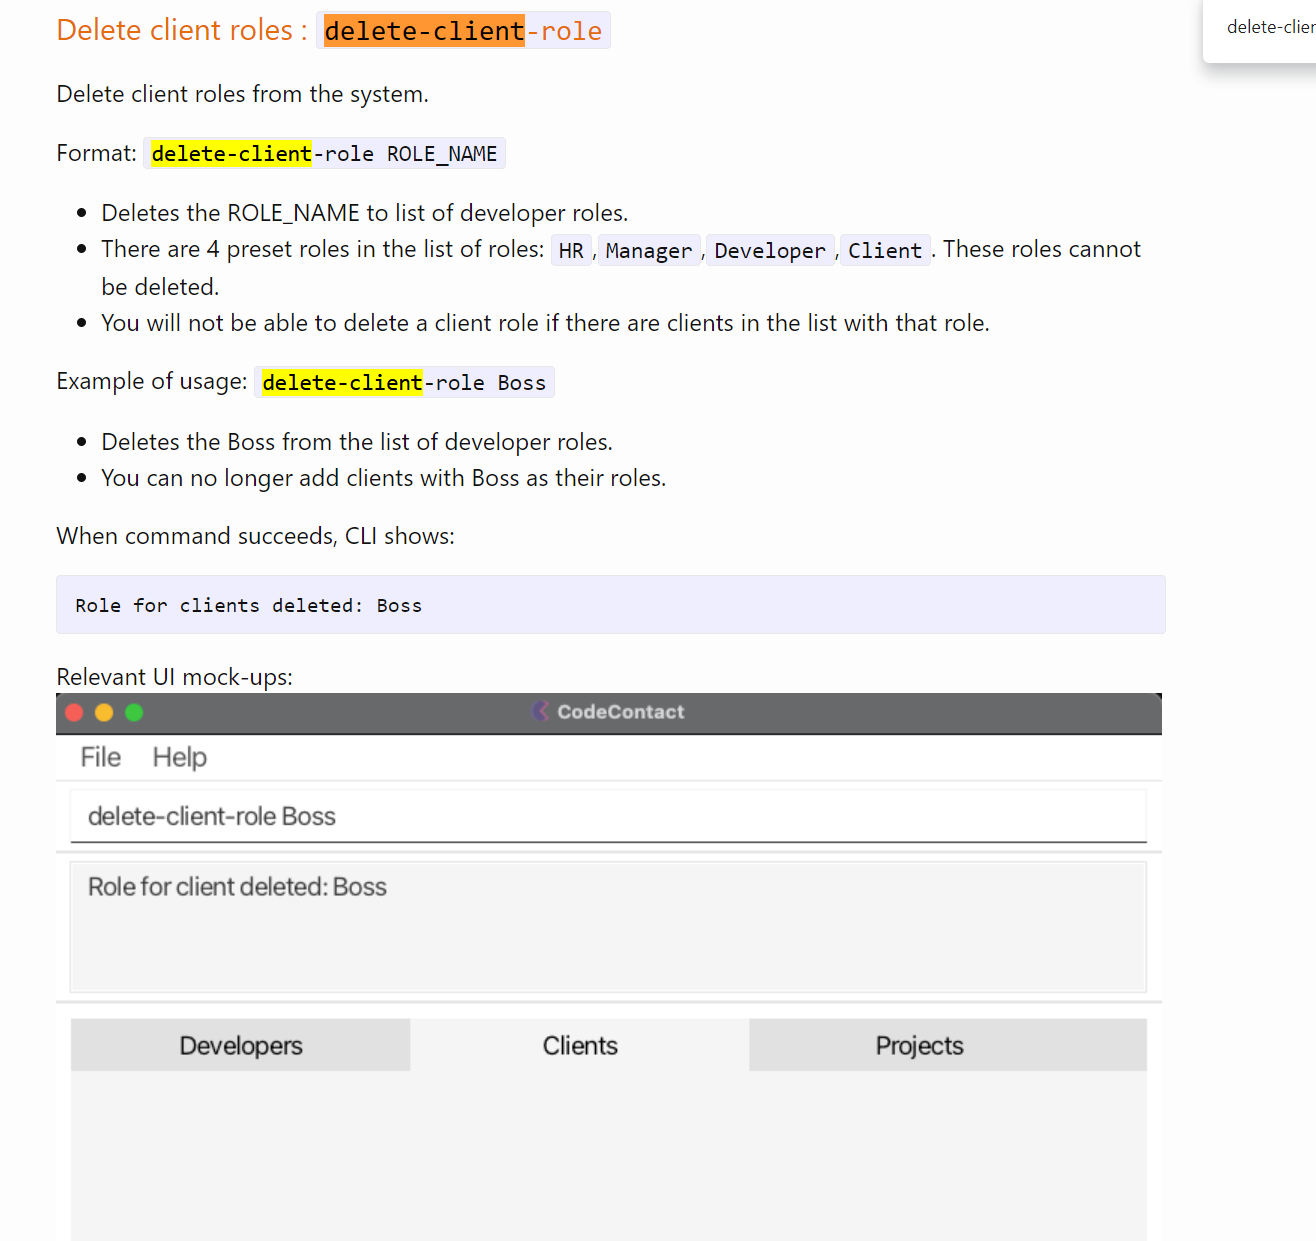 Delete client roles : delete-client-role
delete-clien
Delete client roles from the system.
Format: delete-client-role ROLE_NAME
Deletes the ROLE_NAME to list of developer roles.
There are 4 preset roles in the list of roles: HR,Manager,Developer,Client. These roles cannot
be deleted.
You will not be able to delete a client role if there are clients in the list with that role.
Example of usage: delete-client-role Boss
Deletes the Boss from the list of developer roles.
You can no longer add clients with Boss as their roles.
When command succeeds, CLI shows:
Role for clients deleted: Boss
Relevant UI mock-ups:
CodeContact
File Help
delete-client-role Boss
Role for client deleted: Boss
Developers Clients Projects